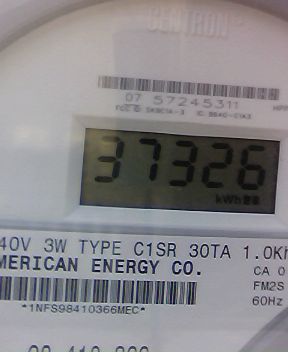 CENTRON
07 57245311
37326
kWh
40V 3W TYPE C1SR 30TA 1.0Kh
MERICAN ENERGY CO.
CA 0
FM2S
60Hz
*1NFS98410366MEC*